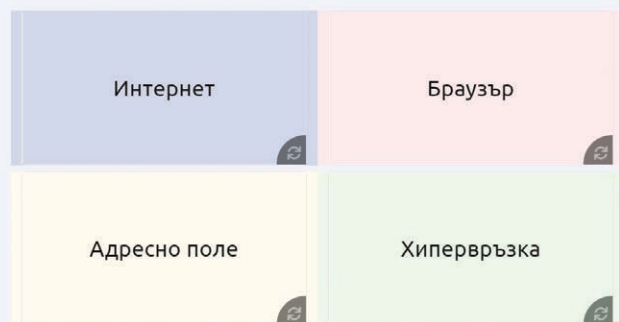 Интернет
Браузър
Адресно поле
Хипервръзка